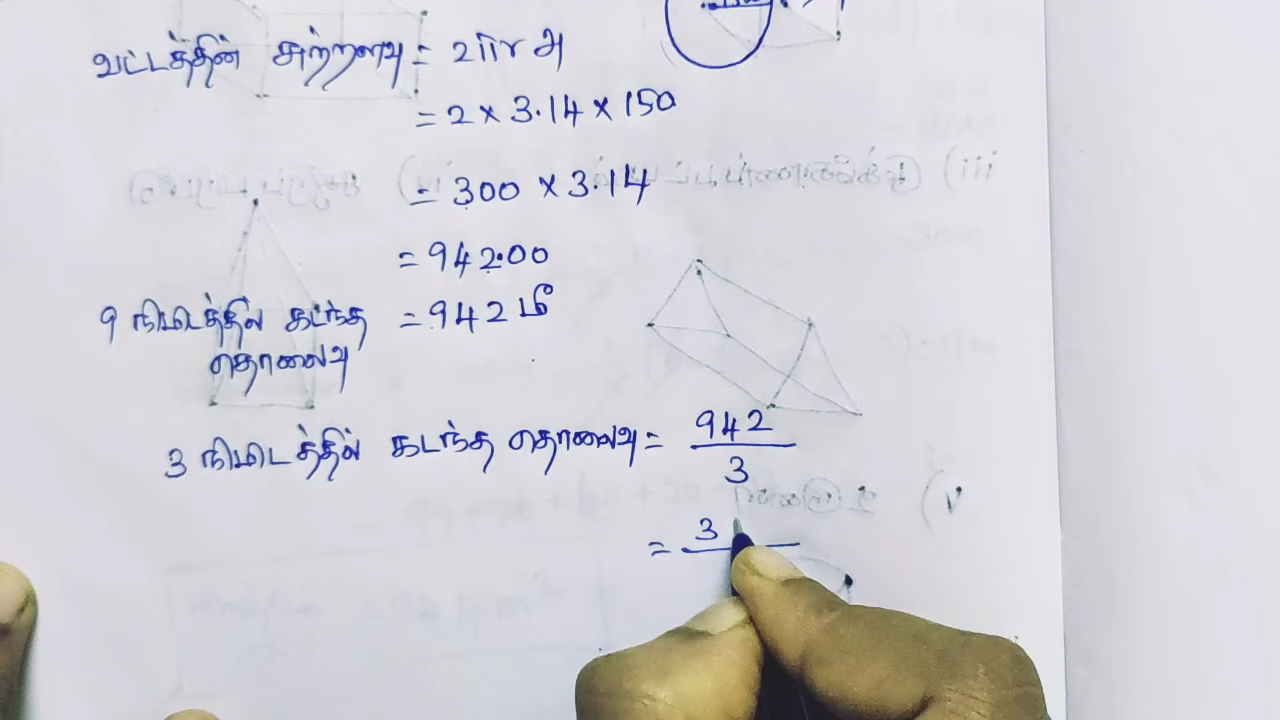 வட்டத்தின் சுற்றளவு = 2πr அ
= 2 × 3.14 × 150
= 300 × 3.14
= 942.00
9 நிமிடத்தில் கடந்த = 942 மீ
தொலைவு
3 நிமிடத்தில் கடந்த தொலைவு = 942
3
= 3